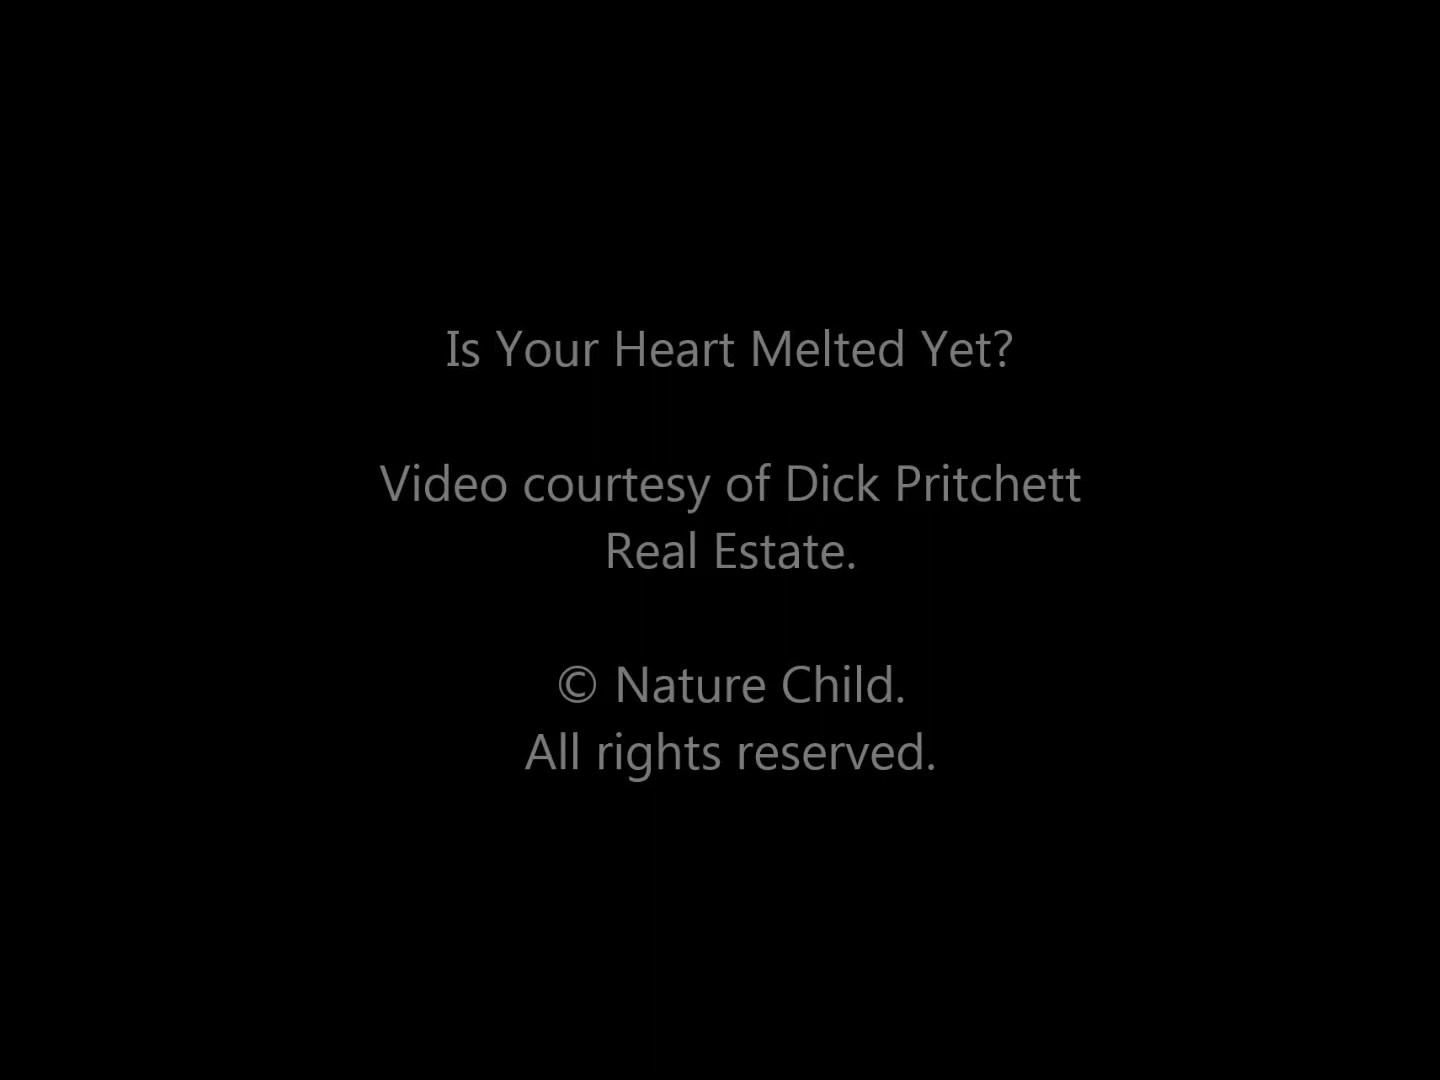 Is Your Heart Melted Yet?
Video courtesy of Dick Pritchett
Real Estate.
© Nature Child.
All rights reserved.